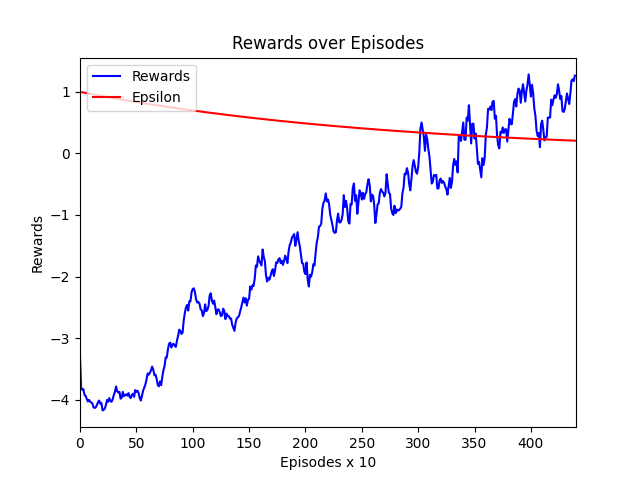 Rewards over Episodes
Rewards
Epsilon
1
0
−1
−2
−3
−4
Rewards
0 50 100 150 200 250 300 350 400
Episodes x 10